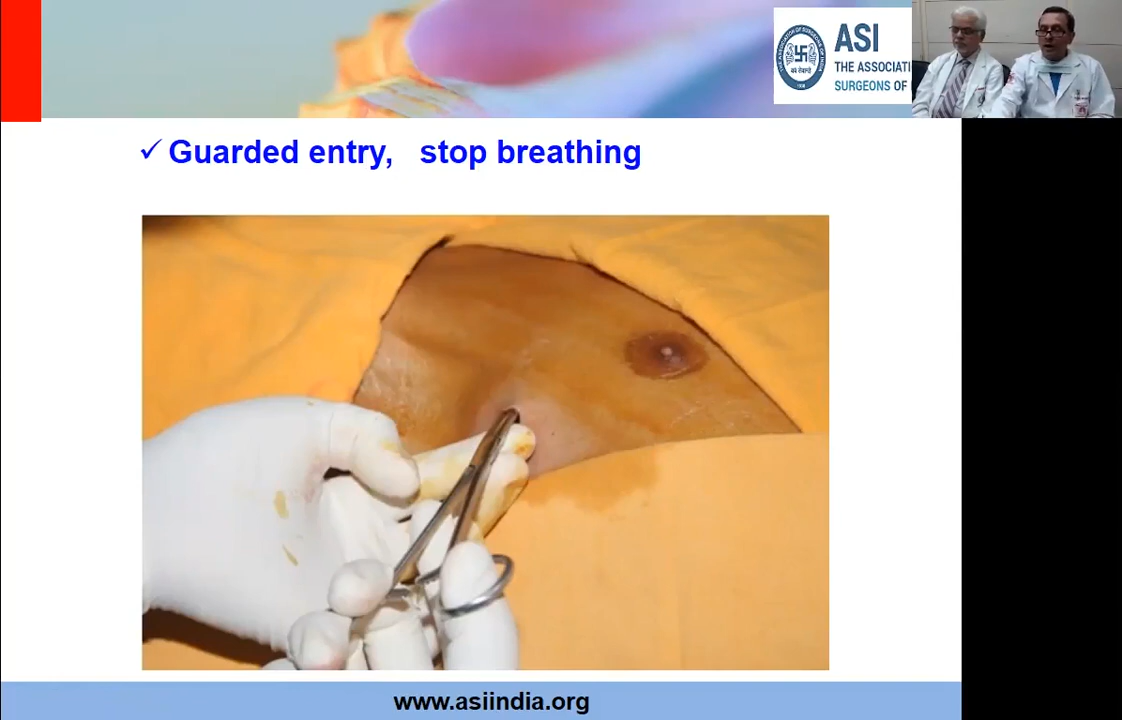 ASI
THE ASSOCIATI
SURGEONS OF
✓ Guarded entry, stop breathing
www.asiindia.org